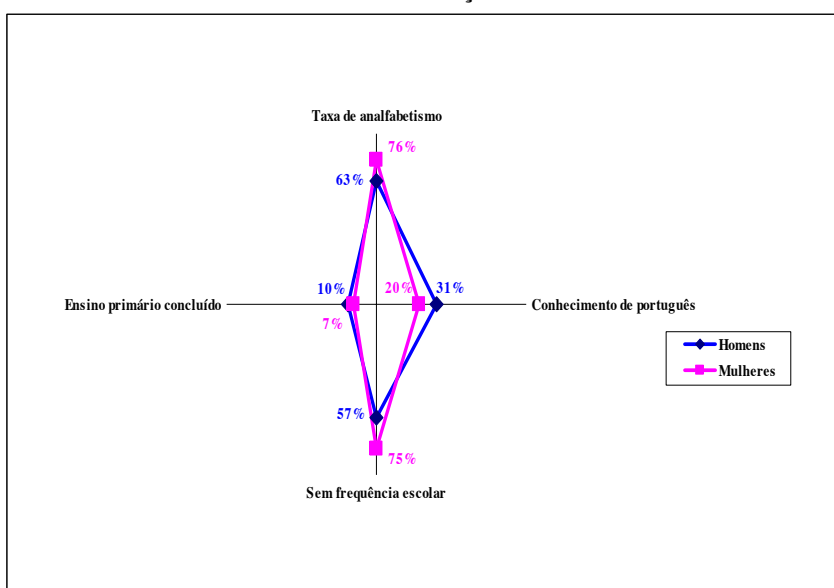 Taxa de analfabetismo
76%
63%
10%
20%
31%
Ensino primário concluído
Conhecimento de português
7%
Homens
Mulheres
57%
75%
Sem frequência escolar